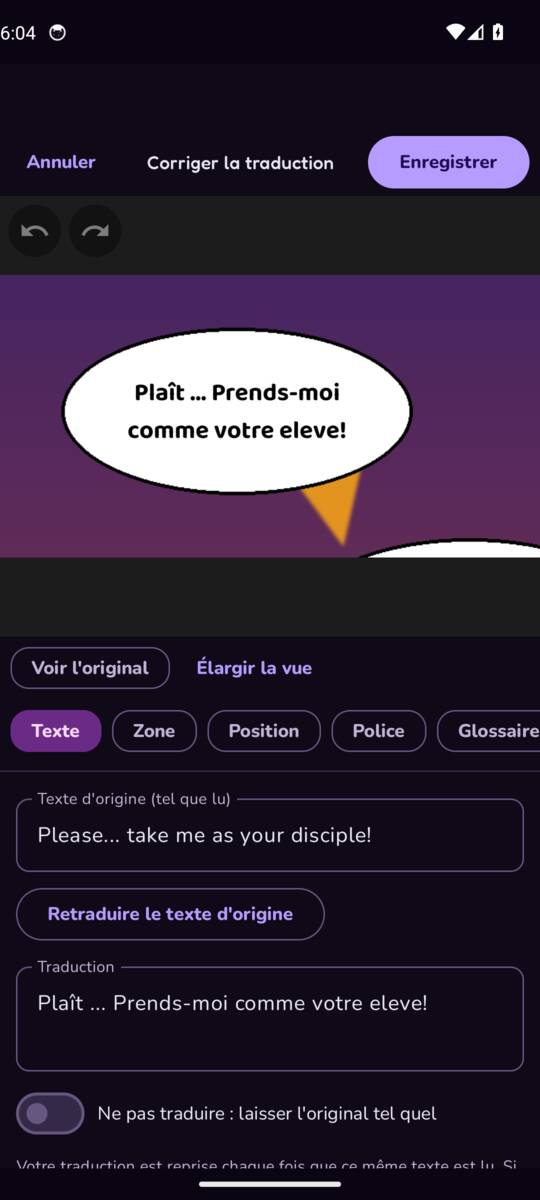 6:04
Annuler
Corriger la traduction
Enregistrer
Plaît ... Prends-moi
comme votre eleve!
Voir l'original
Élargir la vue
Texte
Zone
Position
Police
Glossaire
Texte d'origine (tel que lu)
Please... take me as your disciple!
Retraduire le texte d'origine
Traduction
Plaît ... Prends-moi comme votre eleve!
Ne pas traduire : laisser l'original tel quel
Votre traduction est reprise chaque fois que ce même texte est lu. Si